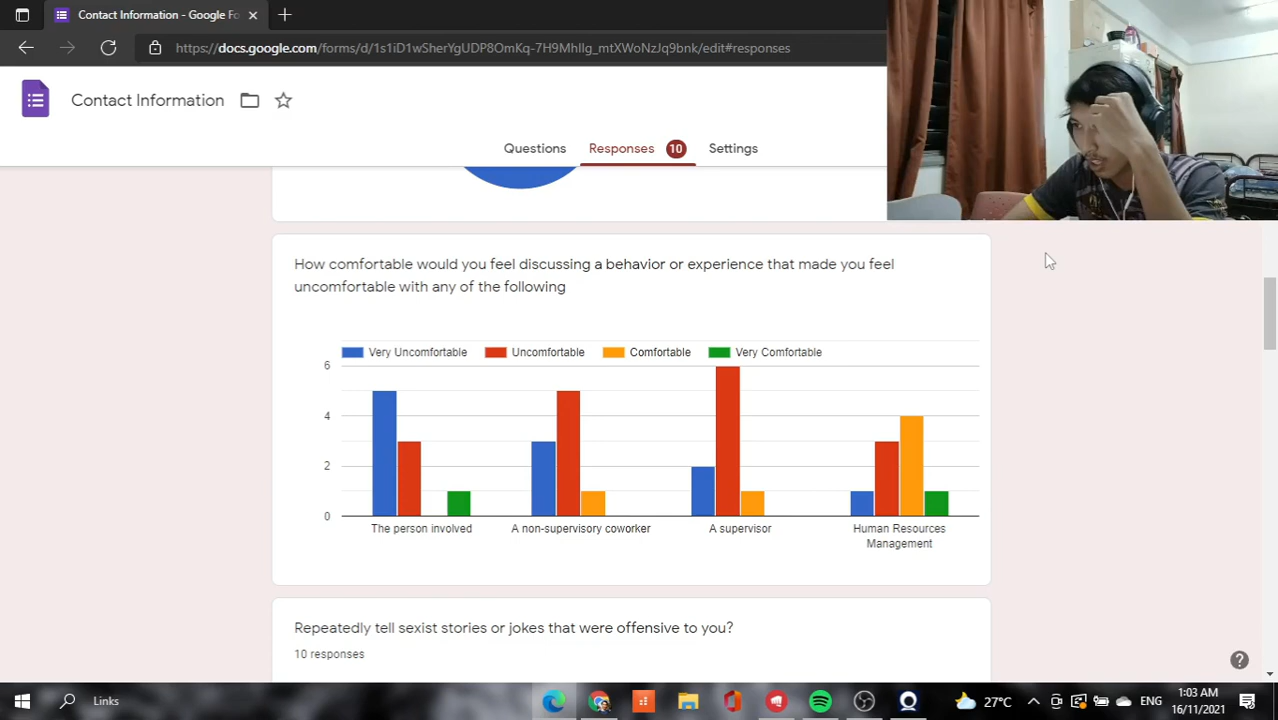 Contact Information - Google Fo
https://docs.google.com/forms/d/1s1iD1wSherYgUDP8OmKq-7H9MhIlg_mtXWoNzJq9bnk/edit#responses
Contact Information
Questions Responses 10 Settings
How comfortable would you feel discussing a behavior or experience that made you feel
uncomfortable with any of the following
Very Uncomfortable Uncomfortable Comfortable Very Comfortable
6
4
2
0
The person involved A non-supervisory coworker A supervisor Human Resources
Management
Repeatedly tell sexist stories or jokes that were offensive to you?
10 responses
Links 27°C ENG 1:03 AM
16/11/2021